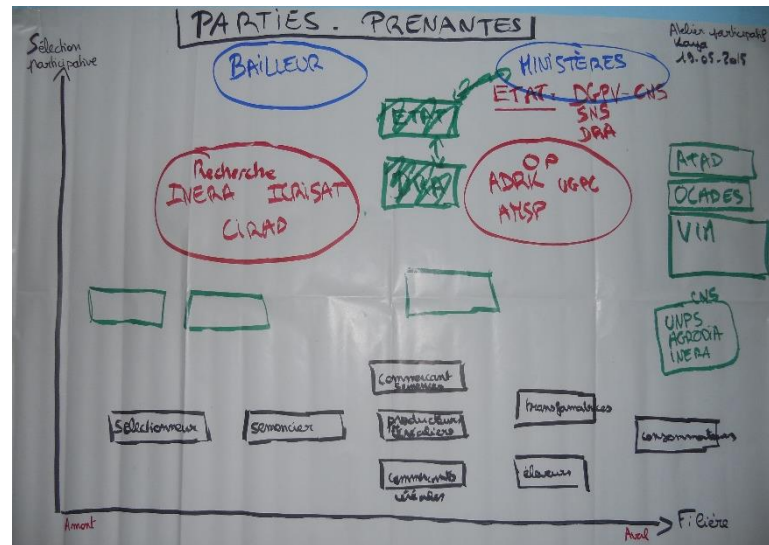 PARTIES. PRENANTES
Sélection
participative
Atelier participatif
Kaya
19-05-2015
BAILLEUR
MINISTÈRES
ETAT: DGPV-CNS
SNS
DRA
ETAT
DRA
Recherche
INERA ICRISAT
CIRAD
OP
ADRK UGPC
AMSP
ATAD
OCADES
VIM
CNS
UNPS
AGRODIA
INERA
commerçant
semences
sélectionneur
semencier
producteurs
céréaliers
transformatrices
consommateurs
commerçants
céréales
éleveurs
Amont
Aval
Filière